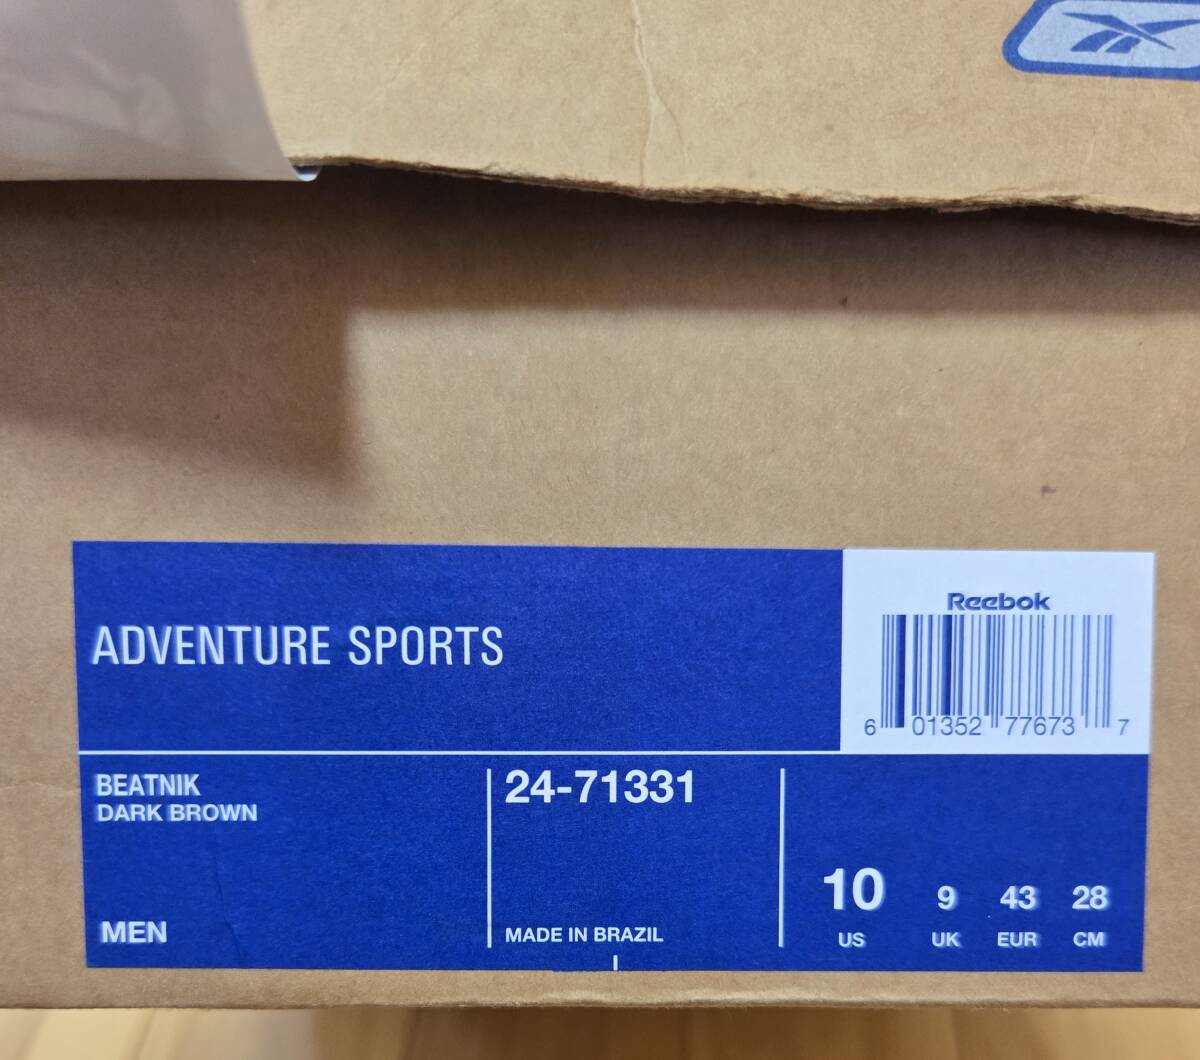 ADVENTURE SPORTS
Reebok
6 01352 77673 7
BEATNIK
DARK BROWN
MEN
24-71331
MADE IN BRAZIL
10 9 43 28
US UK EUR CM